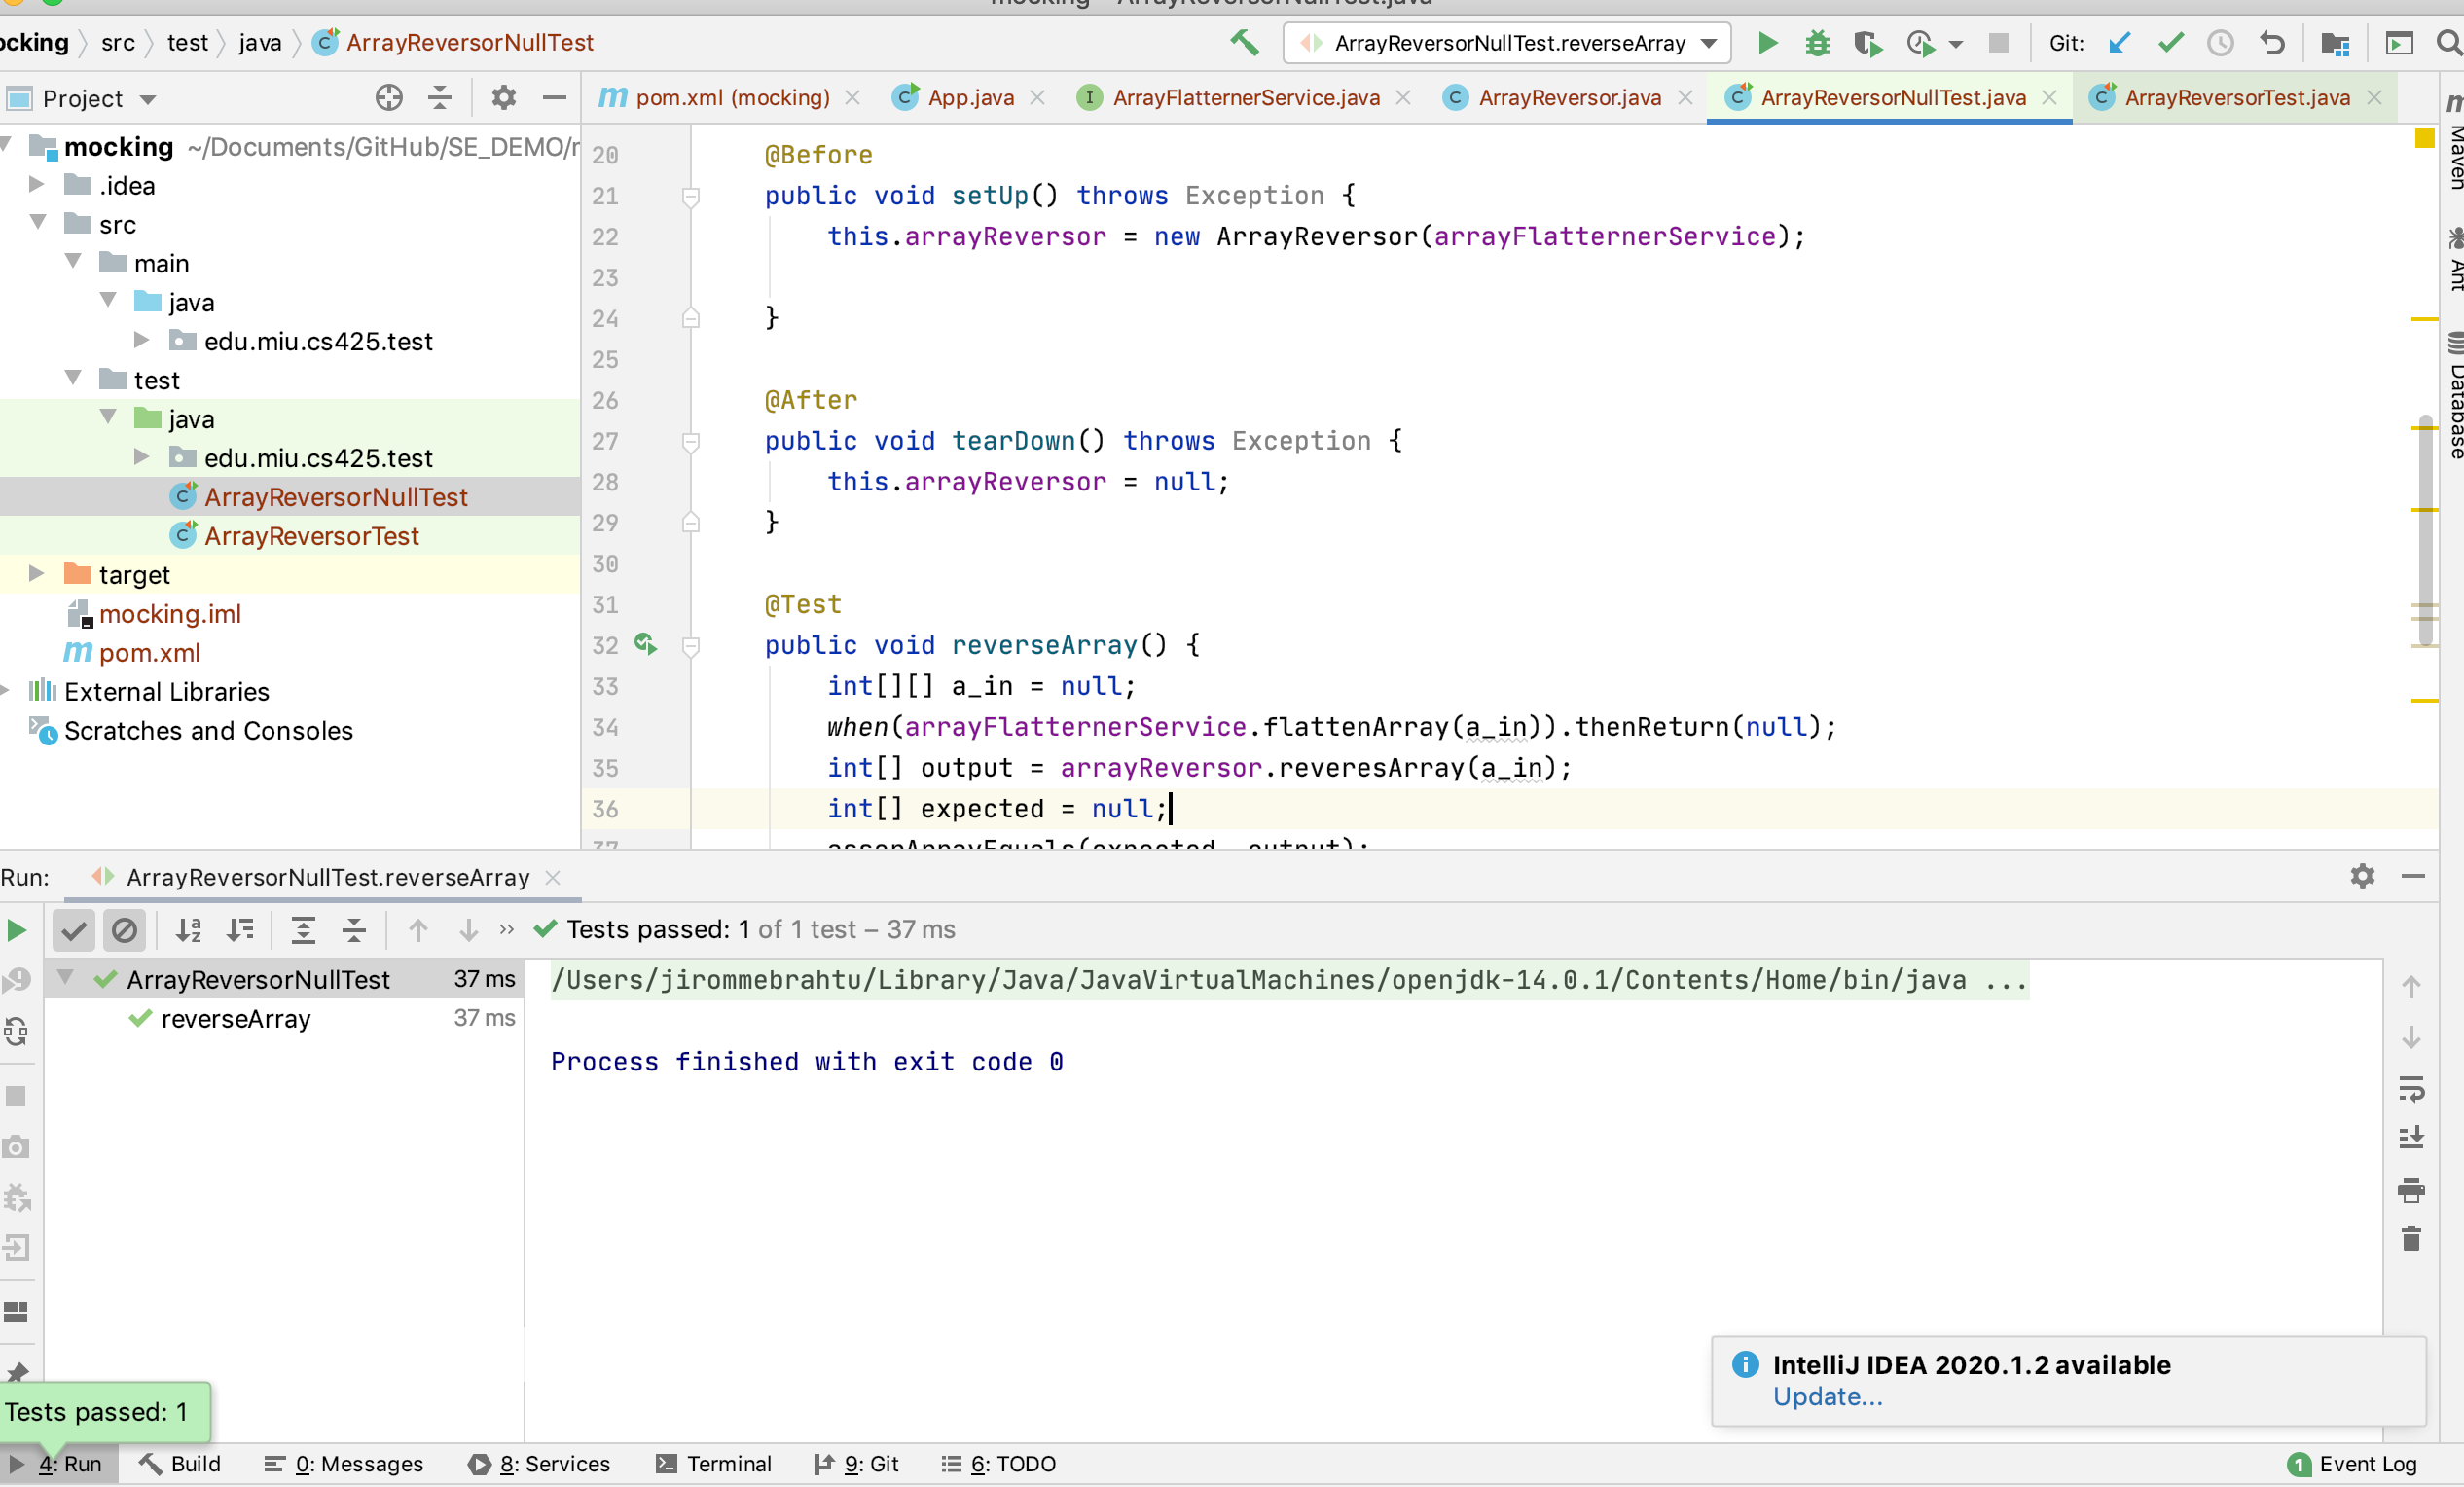 mocking – ArrayReversorNullTest.java
ocking src test java ArrayReversorNullTest
ArrayReversorNullTest.reverseArray
Git:
Project
pom.xml (mocking) App.java ArrayFlatternerService.java ArrayReversor.java ArrayReversorNullTest.java ArrayReversorTest.java
mocking ~/Documents/GitHub/SE_DEMO/
.idea
src
main
java
edu.miu.cs425.test
test
java
edu.miu.cs425.test
ArrayReversorNullTest
ArrayReversorTest
target
mocking.iml
pom.xml
External Libraries
Scratches and Consoles
20 @Before
21 public void setUp() throws Exception {
22 this.arrayReversor = new ArrayReversor(arrayFlatternerService);
23
24 }
25
26 @After
27 public void tearDown() throws Exception {
28 this.arrayReversor = null;
29 }
30
31 @Test
32 public void reverseArray() {
33 int[][] a_in = null;
34 when(arrayFlatternerService.flattenArray(a_in)).thenReturn(null);
35 int[] output = arrayReversor.reveresArray(a_in);
36 int[] expected = null;
37
Maven
Ant
Database
Run: ArrayReversorNullTest.reverseArray
Tests passed: 1 of 1 test – 37 ms
ArrayReversorNullTest 37 ms
reverseArray 37 ms
/Users/jirommebrahtu/Library/Java/JavaVirtualMachines/openjdk-14.0.1/Contents/Home/bin/java ...
Process finished with exit code 0
IntelliJ IDEA 2020.1.2 available
Update...
Tests passed: 1
4: Run Build 0: Messages 8: Services Terminal 9: Git 6: TODO
1 Event Log